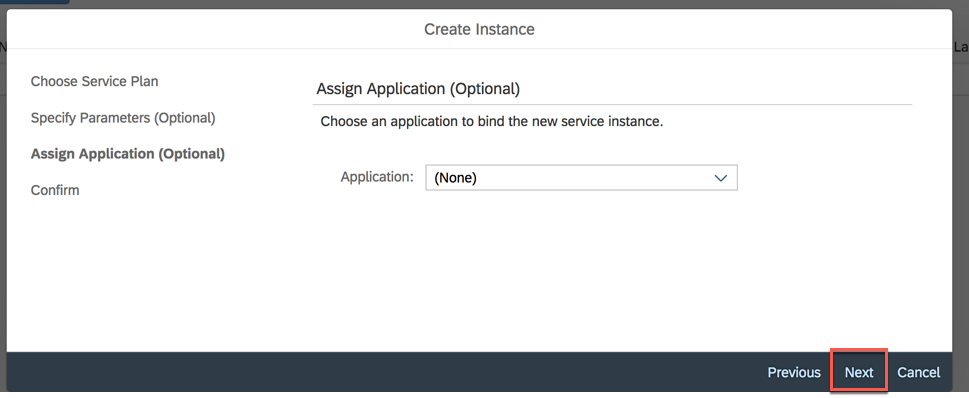 Create Instance
N
La
Choose Service Plan
Specify Parameters (Optional)
Assign Application (Optional)
Confirm
Assign Application (Optional)
Choose an application to bind the new service instance.
Application: (None)
Previous Next Cancel